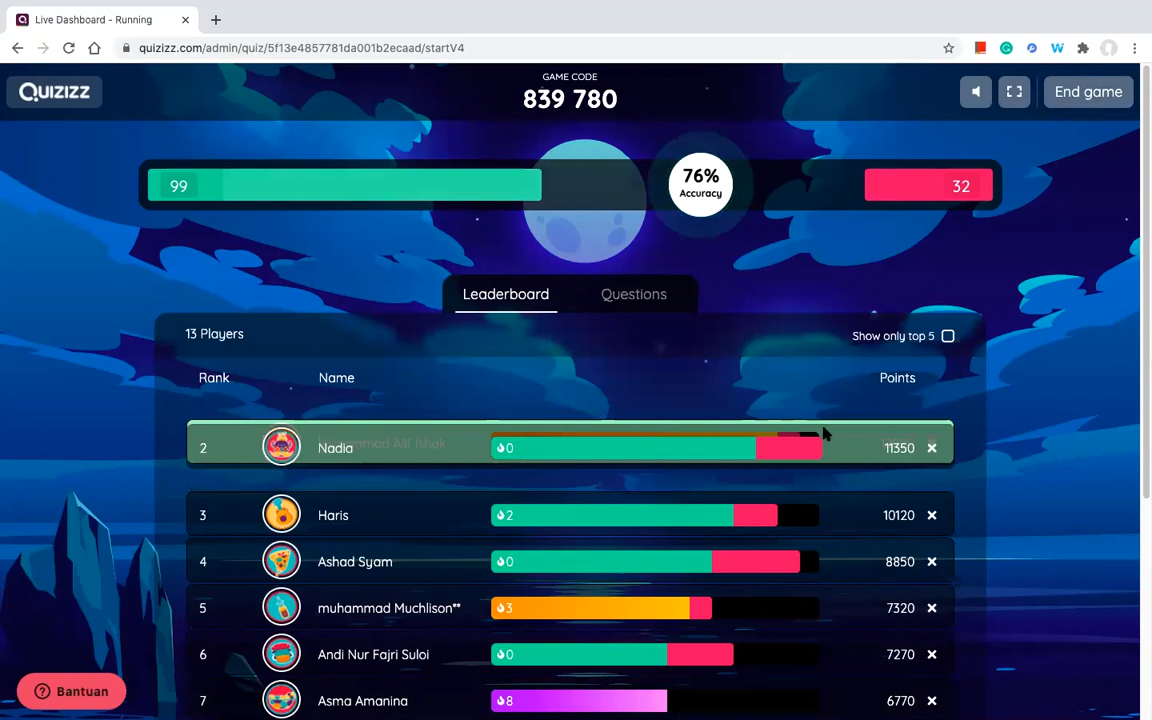 Live Dashboard - Running
quizizz.com/admin/quiz/5f13e4857781da001b2ecaad/startV4
Quizizz
GAME CODE
839 780
End game
99
76%
Accuracy
32
Leaderboard
Questions
13 Players
Show only top 5
Rank
Name
Points
Muhammad Alif Ishak
2
Nadia
0
11350
3
Haris
2
10120
4
Ashad Syam
0
8850
5
muhammad Muchlison**
3
7320
6
Andi Nur Fajri Suloi
0
7270
7
Asma Amanina
8
6770
Bantuan